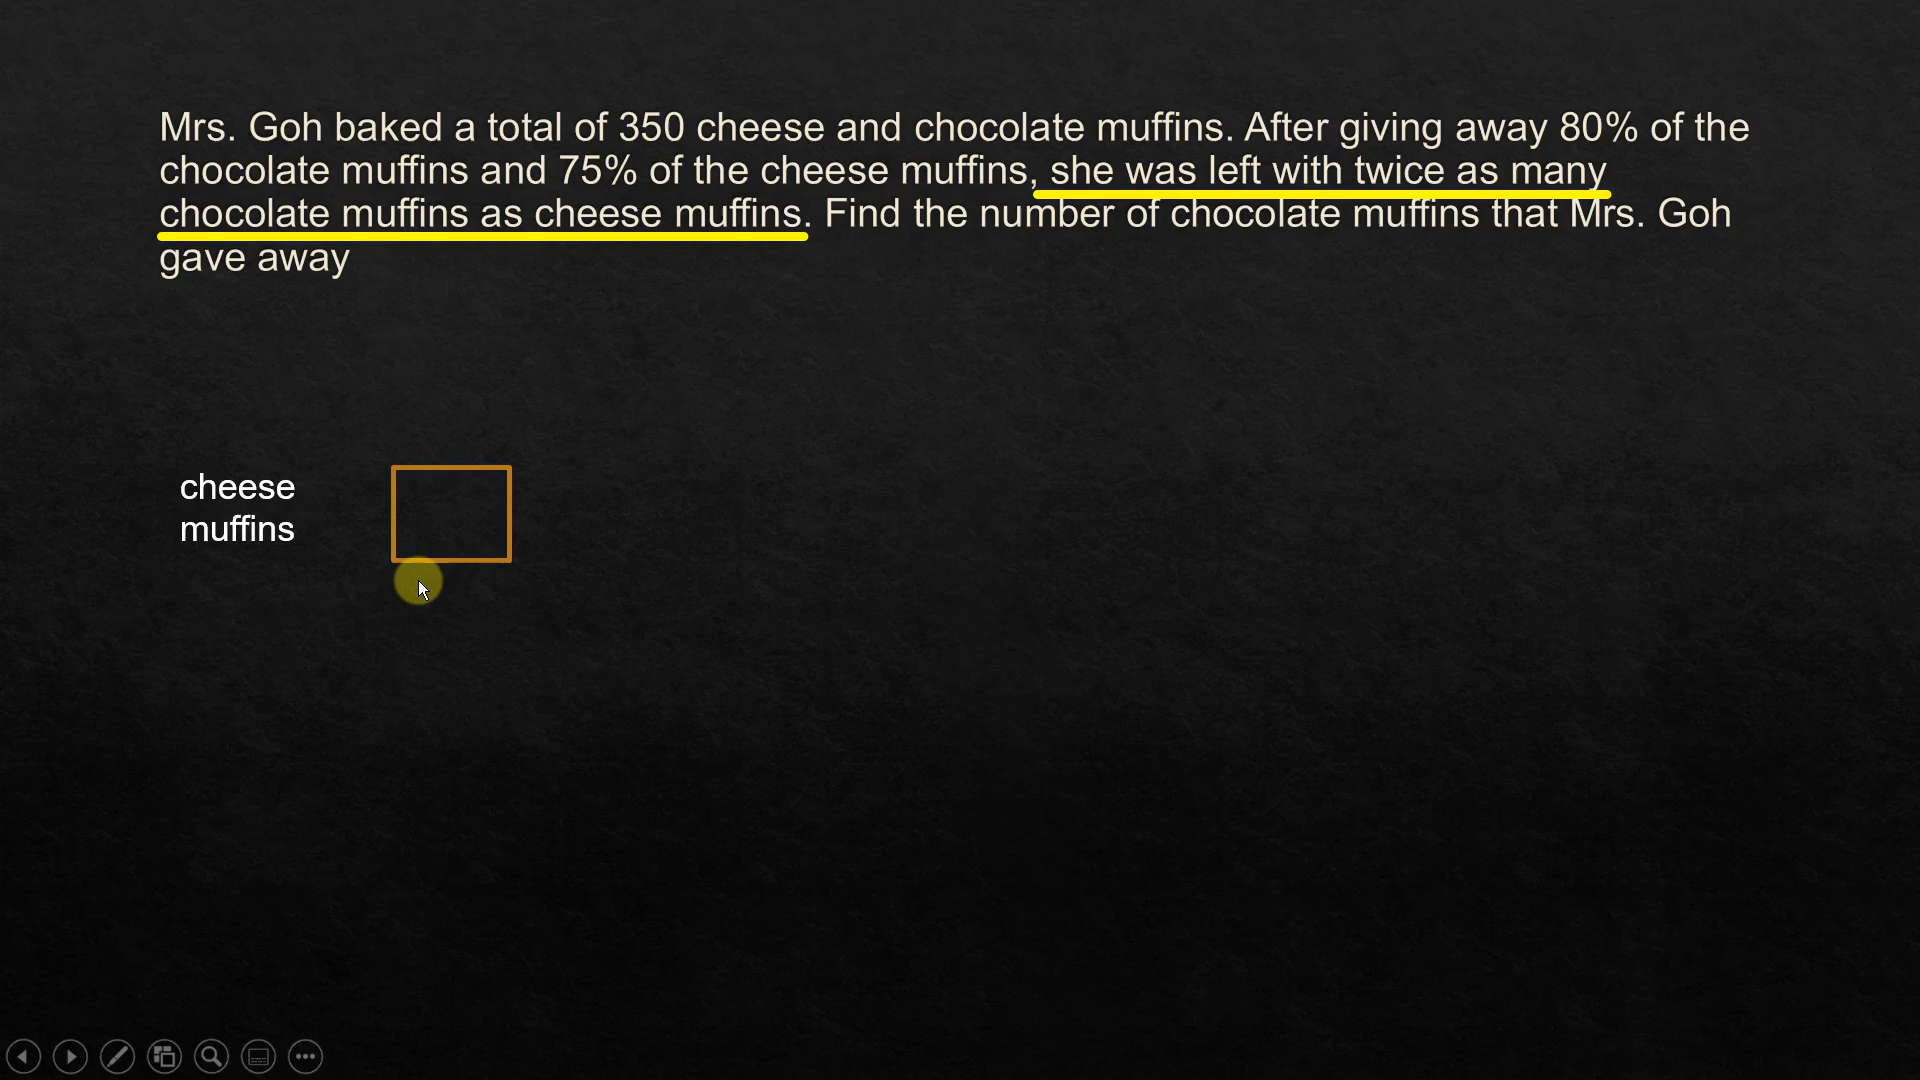 Mrs. Goh baked a total of 350 cheese and chocolate muffins. After giving away 80% of the
chocolate muffins and 75% of the cheese muffins, she was left with twice as many
chocolate muffins as cheese muffins. Find the number of chocolate muffins that Mrs. Goh
gave away
cheese
muffins